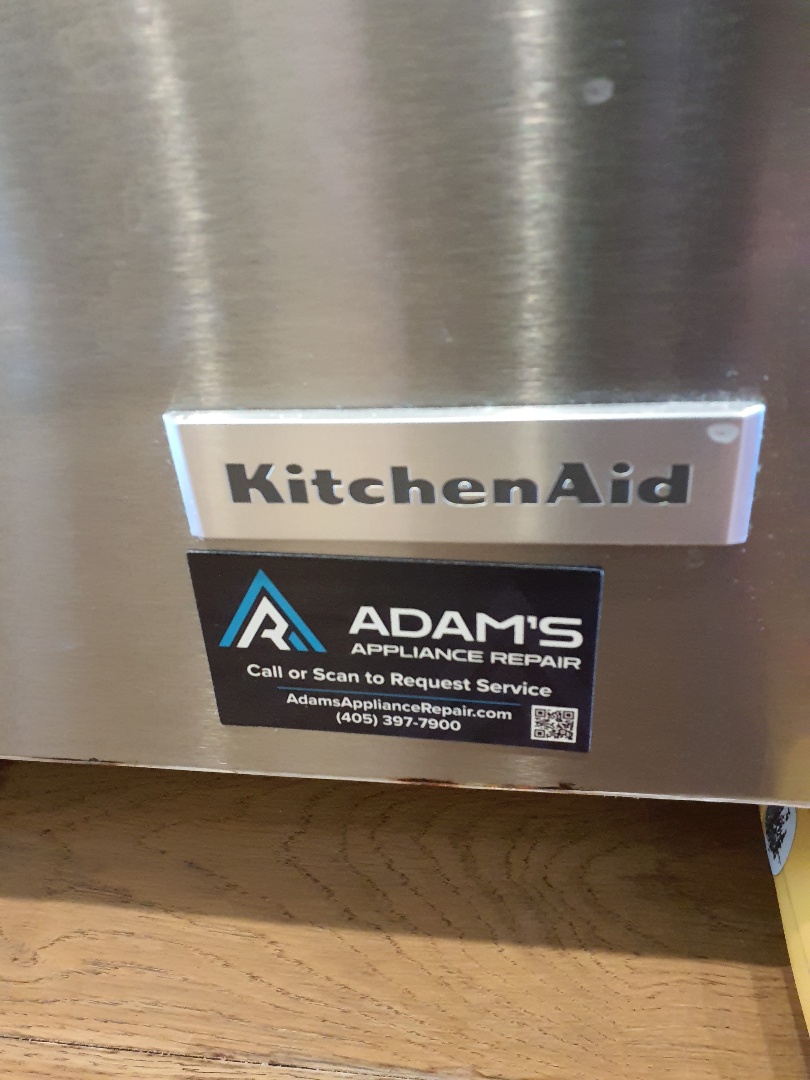 KitchenAid
ADAM'S
APPLIANCE REPAIR
Call or Scan to Request Service
AdamsApplianceRepair.com
(405) 397-7900